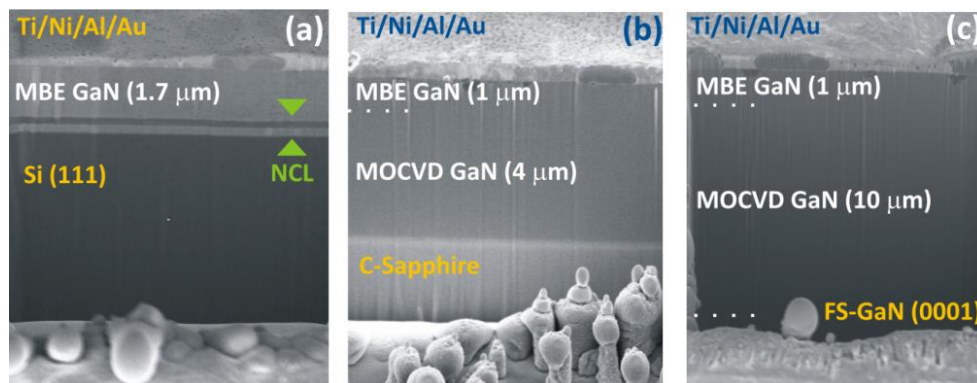 Ti/Ni/Al/Au
(a)
MBE GaN (1.7 μm)
NCL
Si (111)
Ti/Ni/Al/Au
(b)
MBE GaN (1 μm)
MOCVD GaN (4 μm)
C-Sapphire
Ti/Ni/Al/Au
(c)
MBE GaN (1 μm)
MOCVD GaN (10 μm)
FS-GaN (0001)